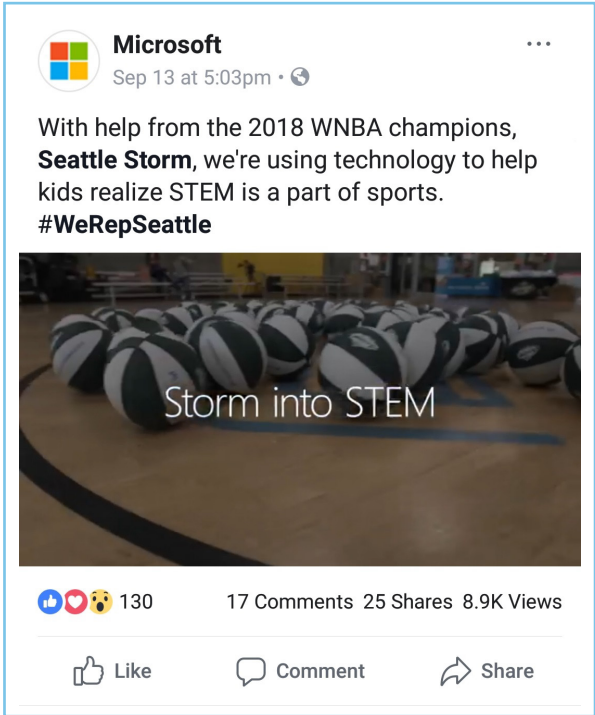 Microsoft
Sep 13 at 5:03pm •
With help from the 2018 WNBA champions,
Seattle Storm, we're using technology to help
kids realize STEM is a part of sports.
#WeRepSeattle
Storm into STEM
130 17 Comments 25 Shares 8.9K Views
Like Comment Share